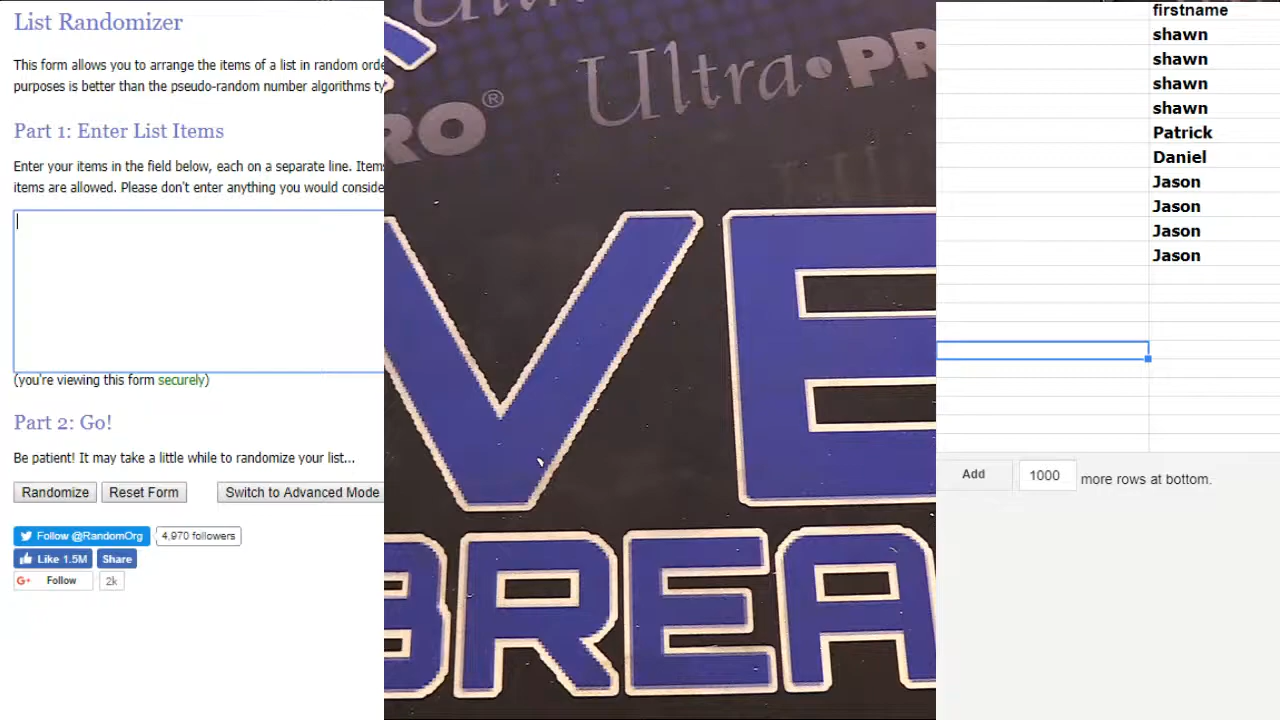 List Randomizer
This form allows you to arrange the items of a list in random orde
purposes is better than the pseudo-random number algorithms ty
Part 1: Enter List Items
Enter your items in the field below, each on a separate line. Items
items are allowed. Please don't enter anything you would conside
(you're viewing this form securely)
Part 2: Go!
Be patient! It may take a little while to randomize your list...
Randomize Reset Form Switch to Advanced Mode
Follow @RandomOrg 4,970 followers
Like 1.5M Share
G+ Follow 2k
Ultra
Ultra•PR
RO®
VE
BREA
firstname
shawn
shawn
shawn
shawn
Patrick
Daniel
Jason
Jason
Jason
Jason
Add 1000 more rows at bottom.